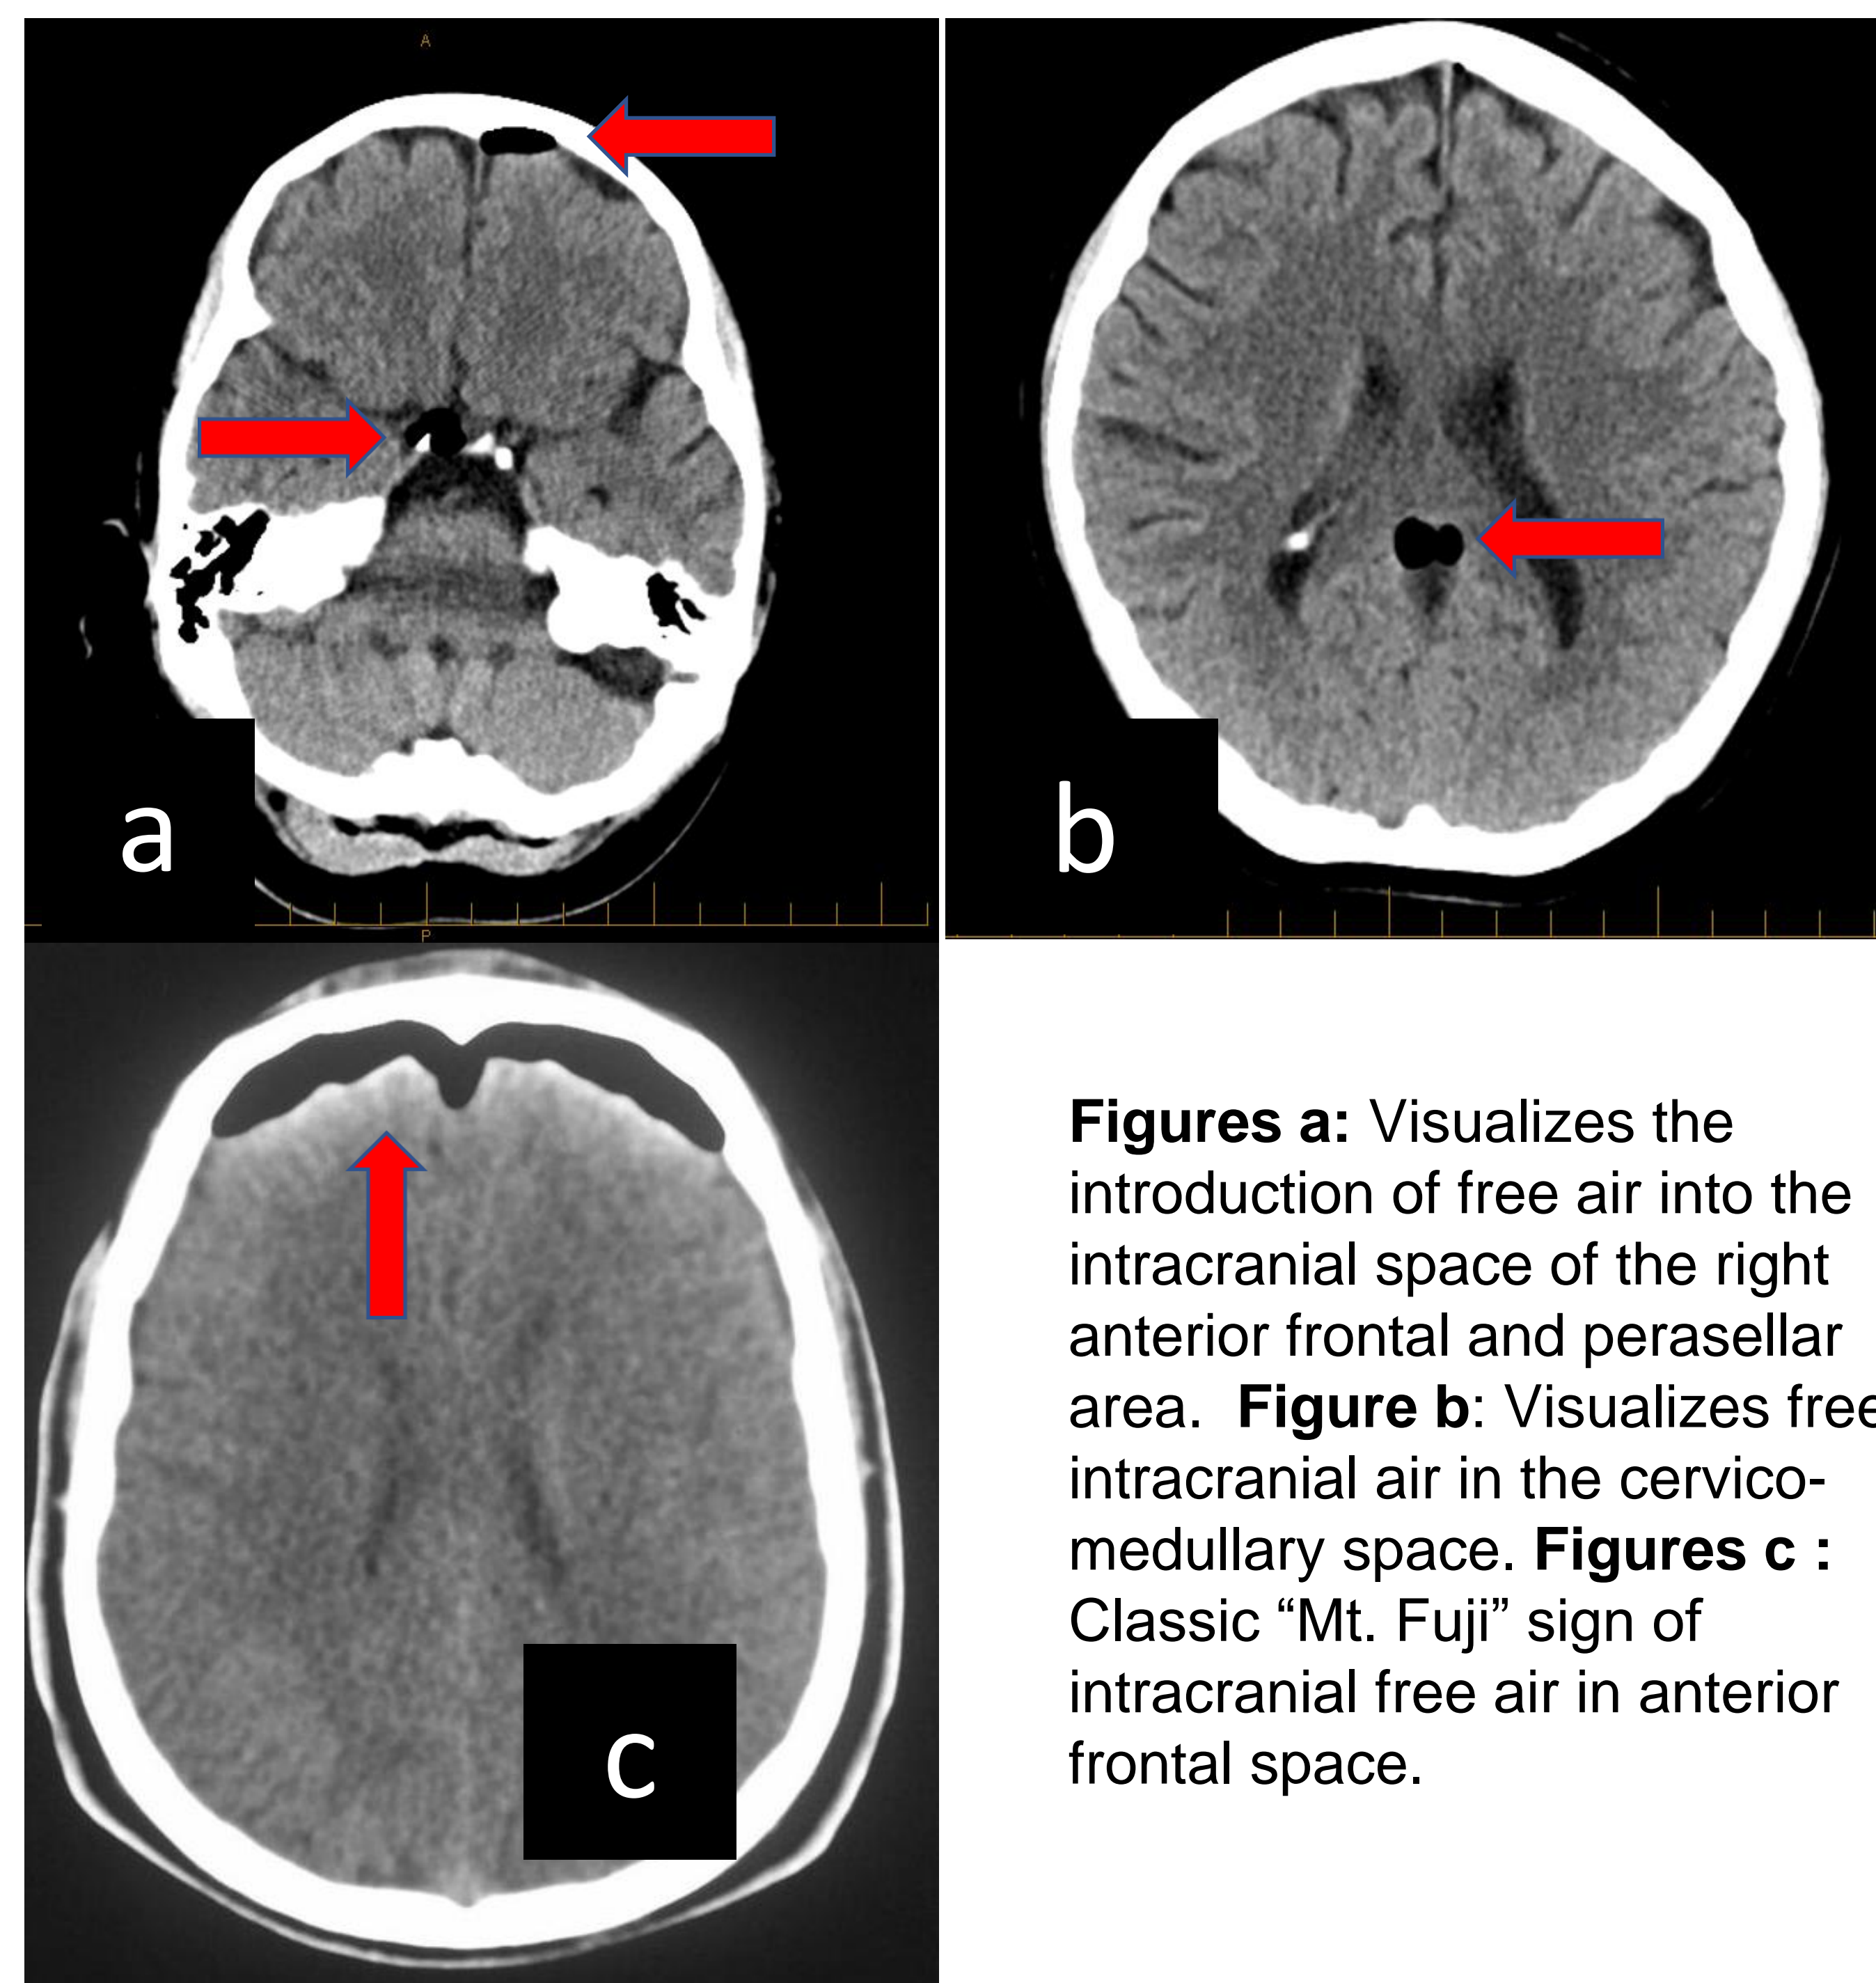 A
a
P
b
c
Figures a: Visualizes the
introduction of free air into the
intracranial space of the right
anterior frontal and perasellar
area. Figure b: Visualizes free
intracranial air in the cervico-
medullary space. Figures c :
Classic “Mt. Fuji” sign of
intracranial free air in anterior
frontal space.